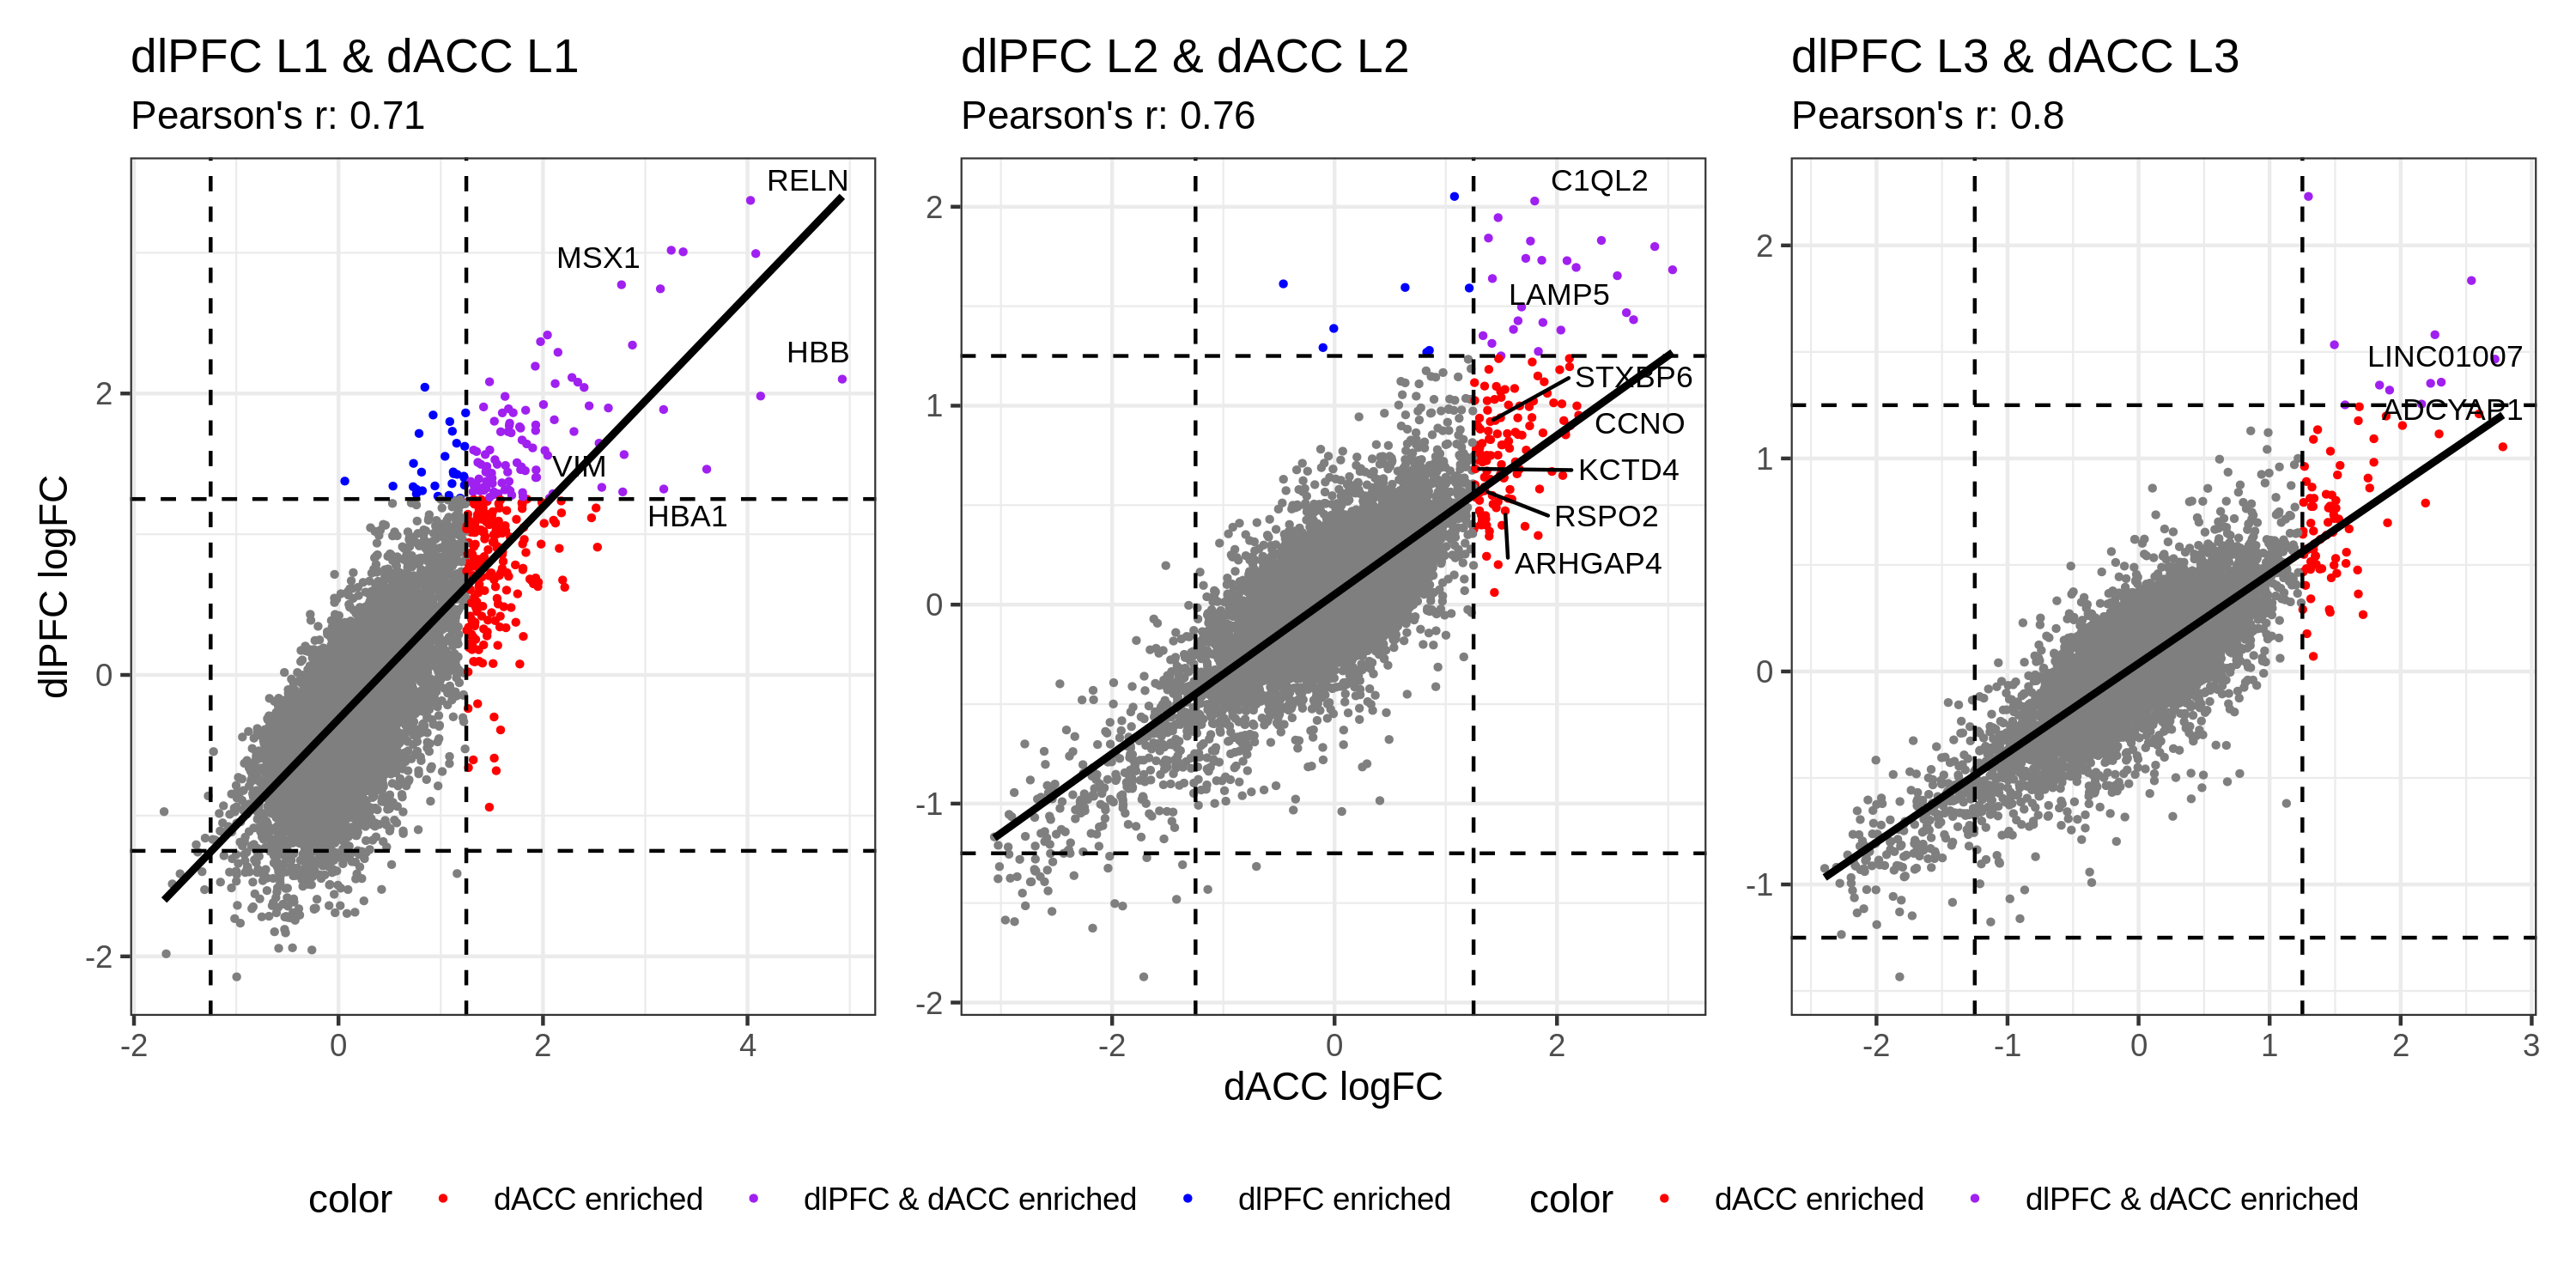 dlPFC L1 & dACC L1
Pearson's r: 0.71
dlPFC L2 & dACC L2
Pearson's r: 0.76
dlPFC L3 & dACC L3
Pearson's r: 0.8
dlPFC logFC
2
0
-2
RELN
MSX1
HBB
VIM
HBA1
-2
0
2
4
2
1
0
-1
-2
C1QL2
LAMP5
STXBP6
CCNO
KCTD4
RSPO2
ARHGAP4
-2
0
2
dACC logFC
2
1
0
-1
LINC01007
ADCYAP1
-2
-1
0
1
2
3
color
dACC enriched
dlPFC & dACC enriched
dlPFC enriched
color
dACC enriched
dlPFC & dACC enriched